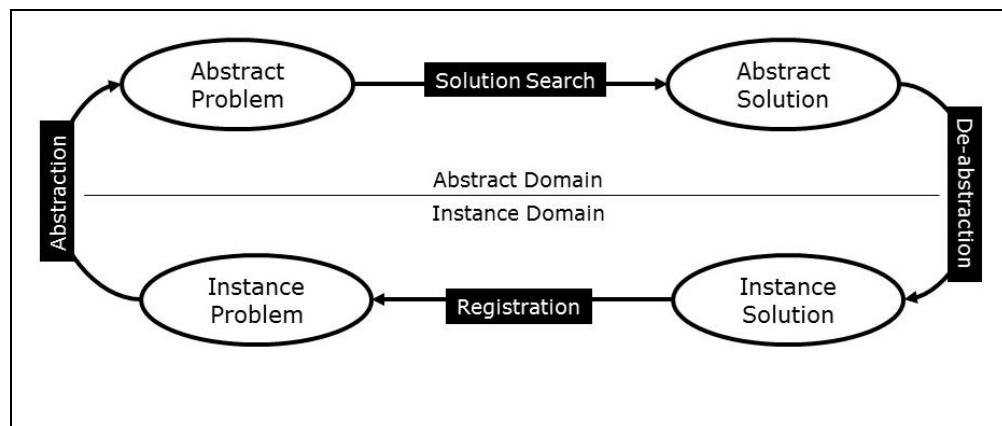 Abstract
Problem
Solution Search
Abstract
Solution
Abstraction
De-abstraction
Abstract Domain
Instance Domain
Instance
Problem
Registration
Instance
Solution